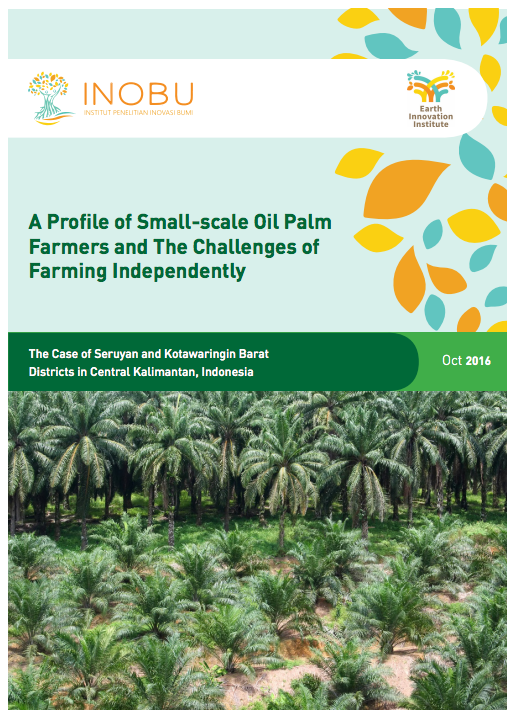 INOBU
INSTITUT PENELITIAN INOVASI BUMI
Earth
Innovation
Institute
A Profile of Small-scale Oil Palm
Farmers and The Challenges of
Farming Independently
The Case of Seruyan and Kotawaringin Barat
Districts in Central Kalimantan, Indonesia
Oct 2016